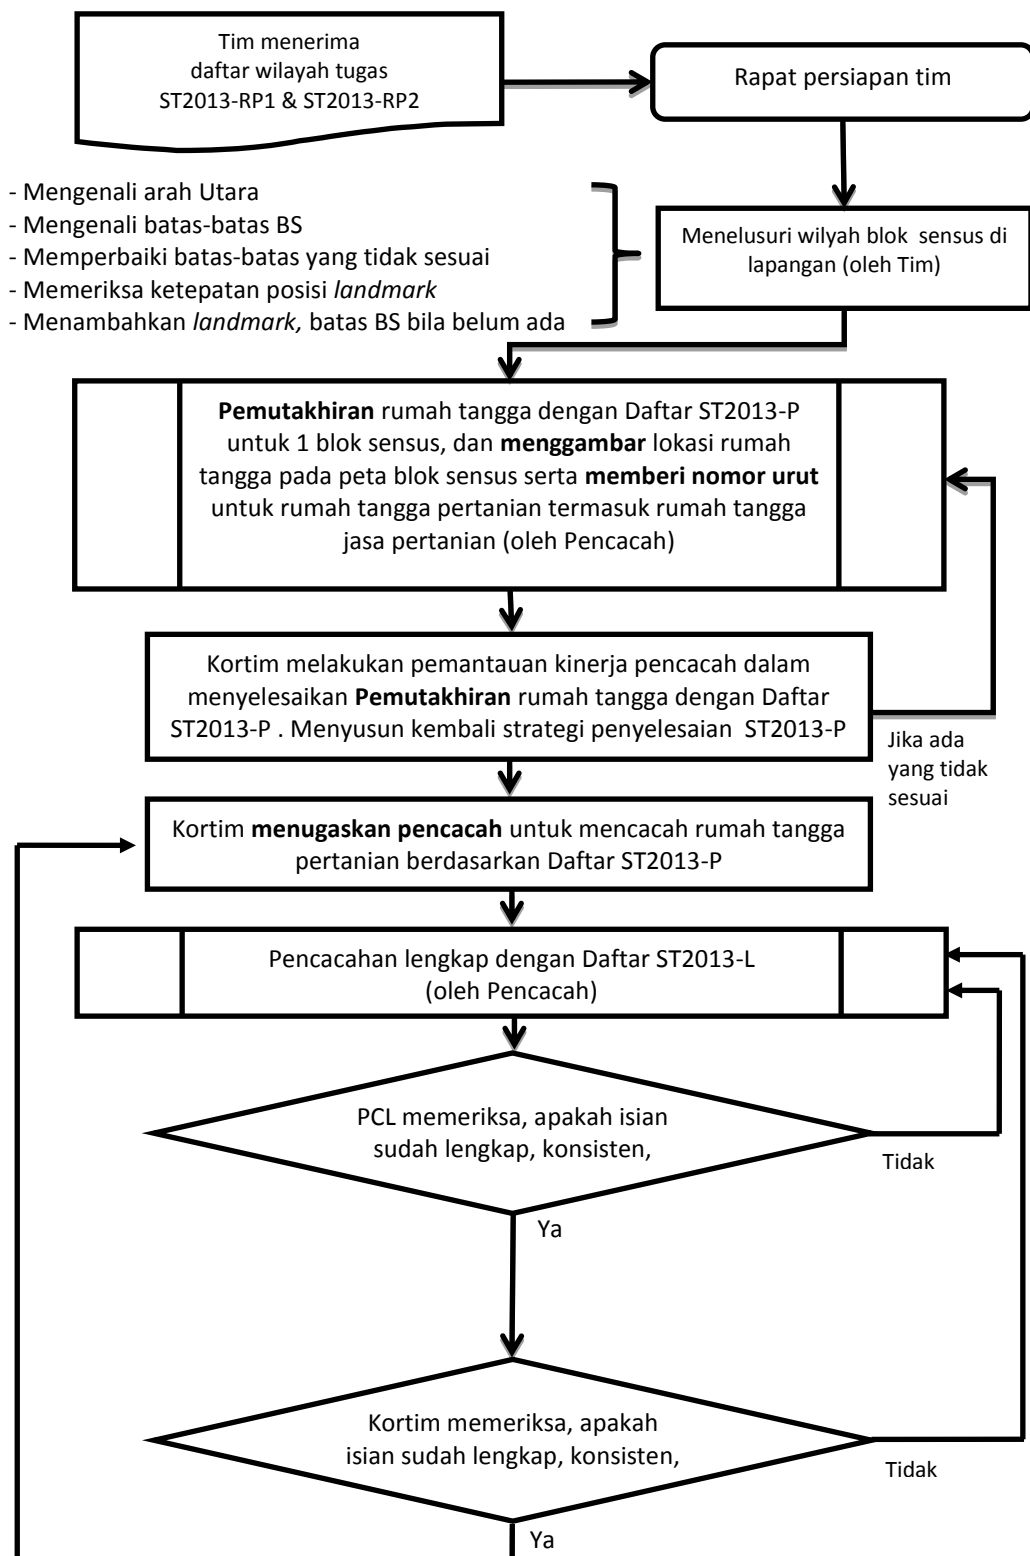 Tim menerima
daftar wilayah tugas
ST2013-RP1 & ST2013-RP2
Rapat persiapan tim
- Mengenali arah Utara
- Mengenali batas-batas BS
- Memperbaiki batas-batas yang tidak sesuai
- Memeriksa ketepatan posisi landmark
- Menambahkan landmark, batas BS bila belum ada
Menelusuri wilyah blok sensus di
lapangan (oleh Tim)
Pemutakhiran rumah tangga dengan Daftar ST2013-P
untuk 1 blok sensus, dan menggambar lokasi rumah
tangga pada peta blok sensus serta memberi nomor urut
untuk rumah tangga pertanian termasuk rumah tangga
jasa pertanian (oleh Pencacah)
Kortim melakukan pemantauan kinerja pencacah dalam
menyelesaikan Pemutakhiran rumah tangga dengan Daftar
ST2013-P . Menyusun kembali strategi penyelesaian ST2013-P
Jika ada
yang tidak
sesuai
Kortim menugaskan pencacah untuk mencacah rumah tangga
pertanian berdasarkan Daftar ST2013-P
Pencacahan lengkap dengan Daftar ST2013-L
(oleh Pencacah)
PCL memeriksa, apakah isian
sudah lengkap, konsisten,
Tidak
Ya
Kortim memeriksa, apakah
isian sudah lengkap, konsisten,
Tidak
Ya